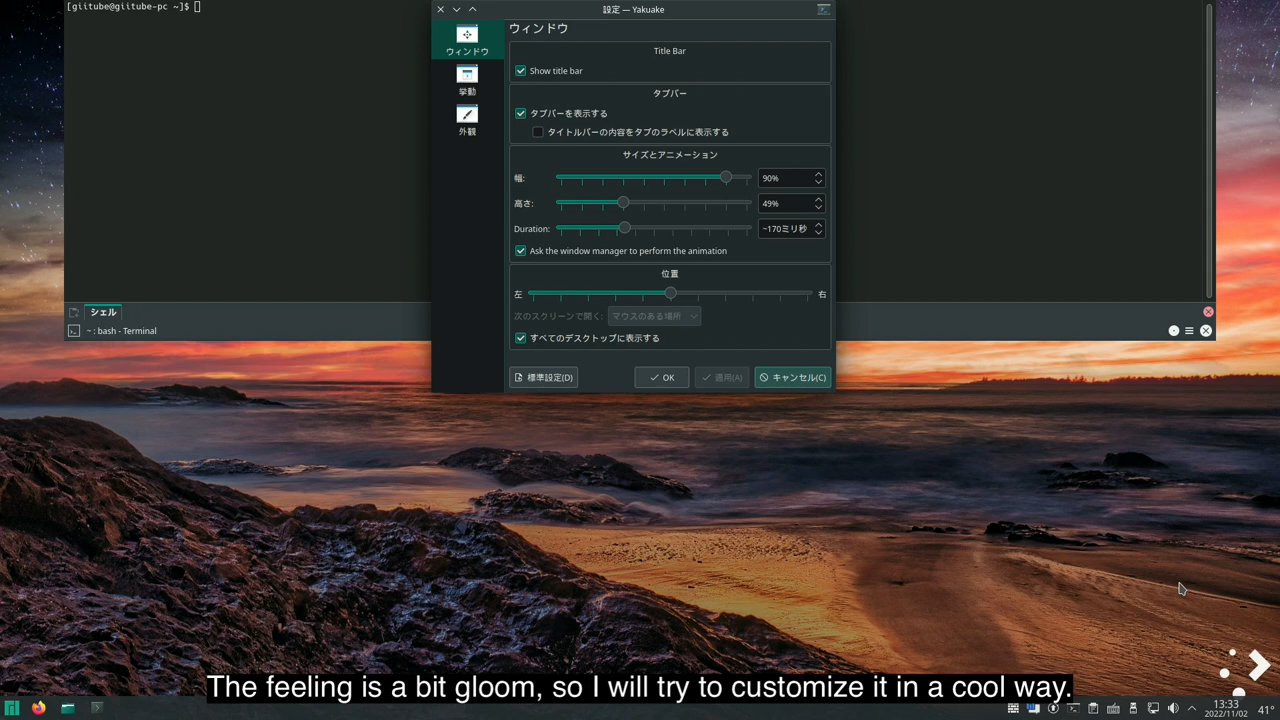 [giitube@giitube-pc ~]$
設定 — Yakuake
ウィンドウ
挙動
外観
ウィンドウ
Title Bar
Show title bar
タブバー
タブバーを表示する
タイトルバーの内容をタブのラベルに表示する
サイズとアニメーション
幅: 90%
高さ: 49%
Duration: ~170ミリ秒
Ask the window manager to perform the animation
位置
左 右
次のスクリーンで開く: マウスのある場所
すべてのデスクトップに表示する
標準設定(D) OK 適用(A) キャンセル(C)
シェル
~ : bash - Terminal
The feeling is a bit gloom, so I will try to customize it in a cool way.
13:33
2022/11/02
41°